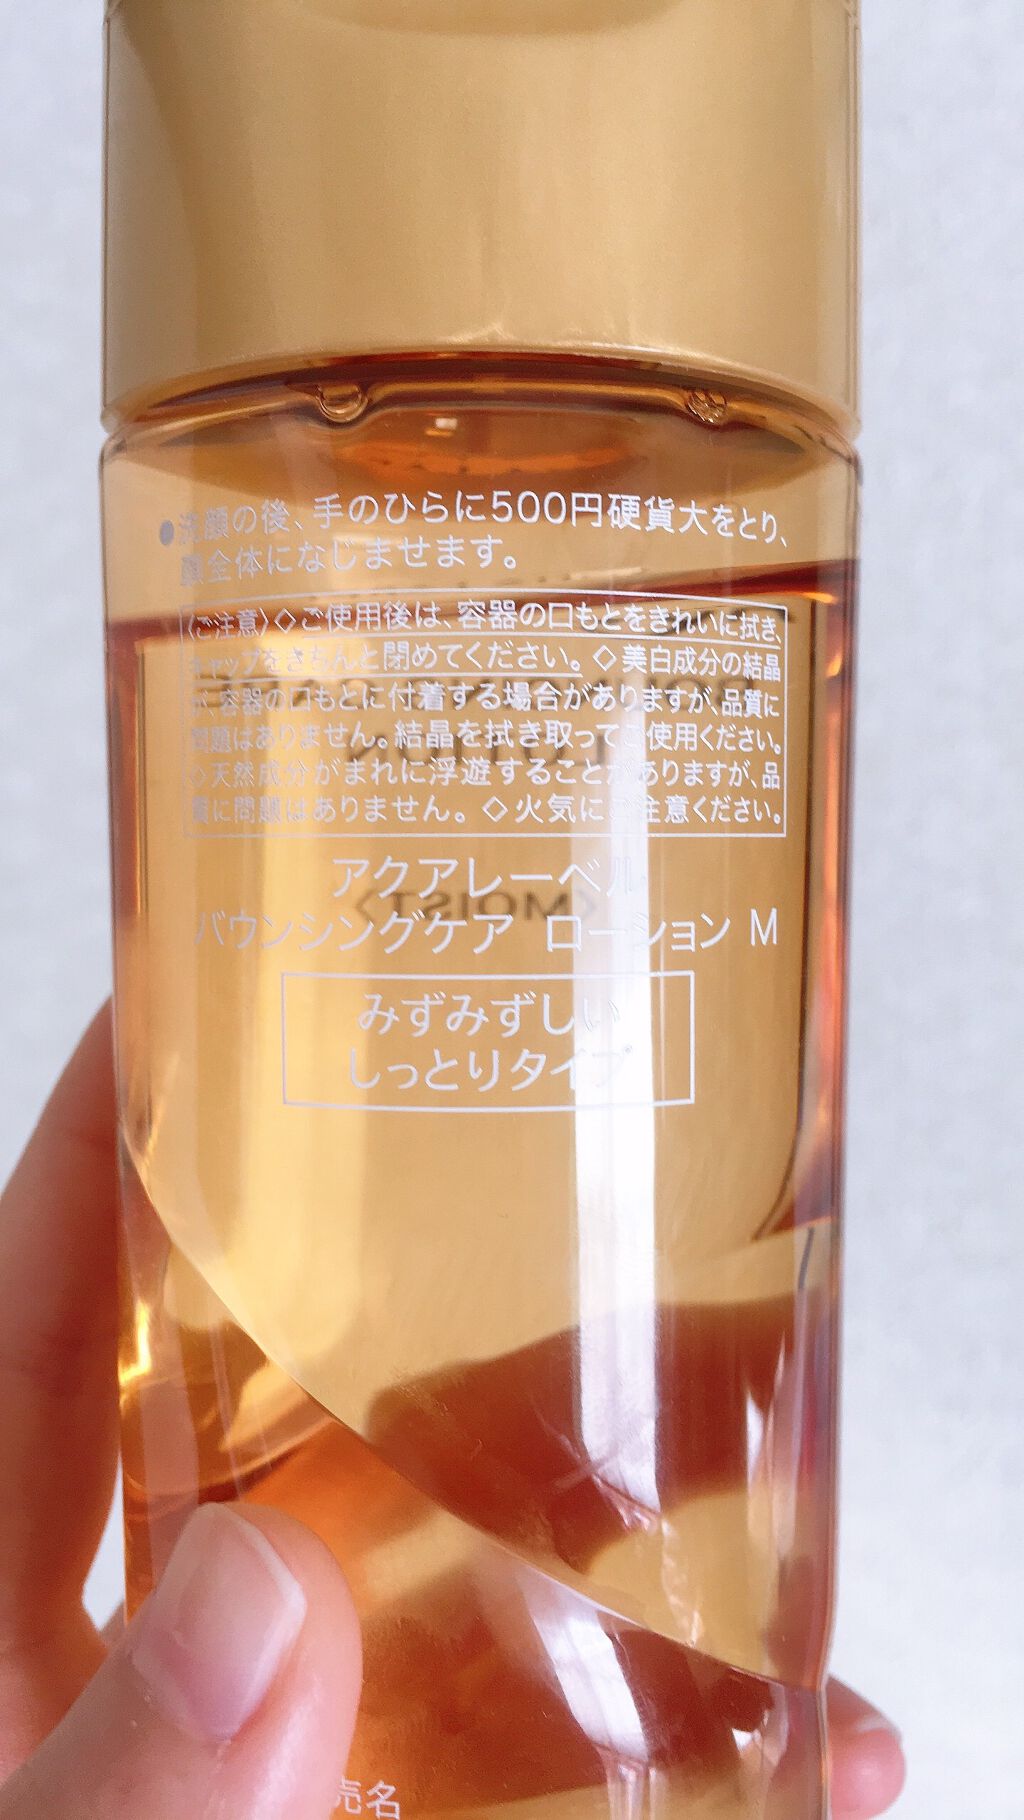 ●洗顔の後、手のひらに500円硬貨大をとり、
顔全体になじませます。
〈ご注意〉◇ご使用後は、容器の口もとをきれいに拭き、
キャップをきちんと閉めてください。◇美白成分の結晶
が、容器の口もとに付着する場合がありますが、品質に
問題はありません。結晶を拭き取ってご使用ください。
◇天然成分がまれに浮遊することがありますが、品
質に問題はありません。◇火気にご注意ください。
アクアレーベル
バウンシングケア ローション M
みずみずしい
しっとりタイプ
売名